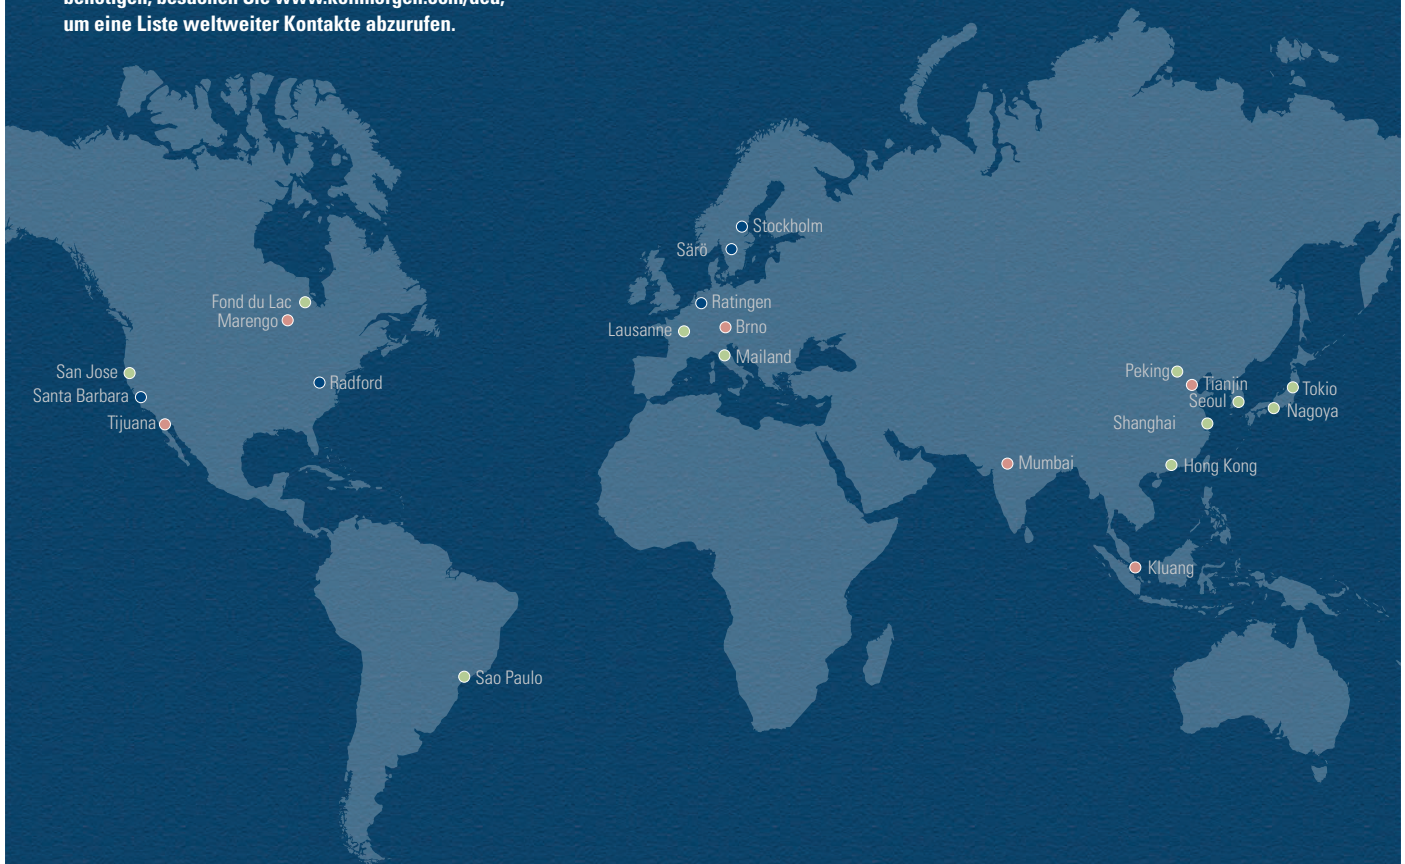 um eine Liste weltweiter Kontakte abzurufen.
Stockholm
Särö
Fond du Lac
Ratingen
Marengo
Brno
Lausanne
Mailand
San Jose
Peking
Radford
Tianjin
Tokio
Santa Barbara
Seoul
Nagoya
Tijuana
Shanghai
Mumbai
Hong Kong
Kluang
Sao Paulo